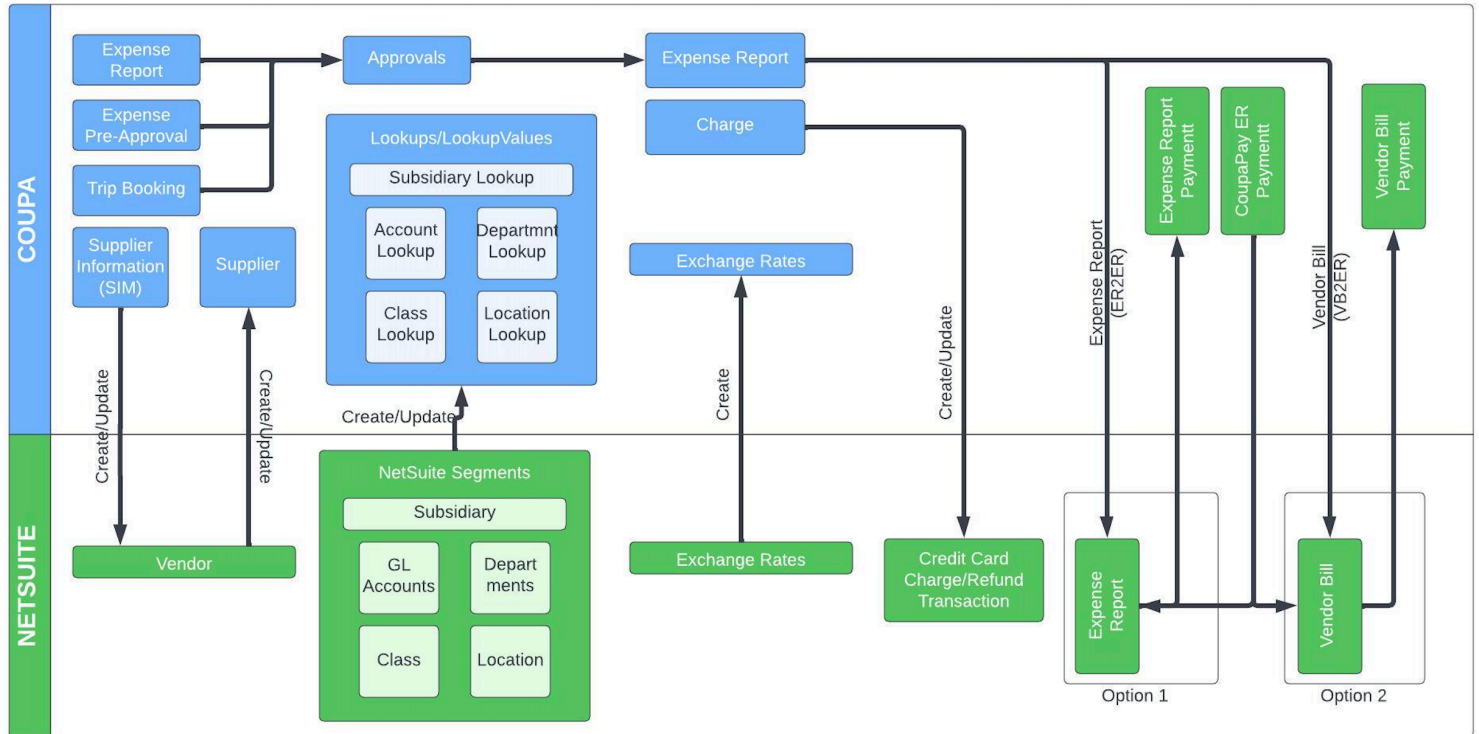 COUPA
Expense
Report
Approvals
Expense Report
Expense
Pre-Approval
Charge
Trip Booking
Lookups/LookupValues
Subsidiary Lookup
Account
Lookup
Departmnt
Lookup
Class
Lookup
Location
Lookup
Supplier
Information
(SIM)
Supplier
Exchange Rates
Expense Report
Paymentt
CoupaPay ER
Paymentt
Vendor Bill
Payment
Expense Report
(ER2ER)
Vendor Bill
(VB2ER)
Create/Update
Create/Update
Create/Update
Create
Create/Update
NETSUITE
Vendor
NetSuite Segments
Subsidiary
GL
Accounts
Depart
ments
Class
Location
Exchange Rates
Credit Card
Charge/Refund
Transaction
Expense
Report
Option 1
Vendor Bill
Option 2